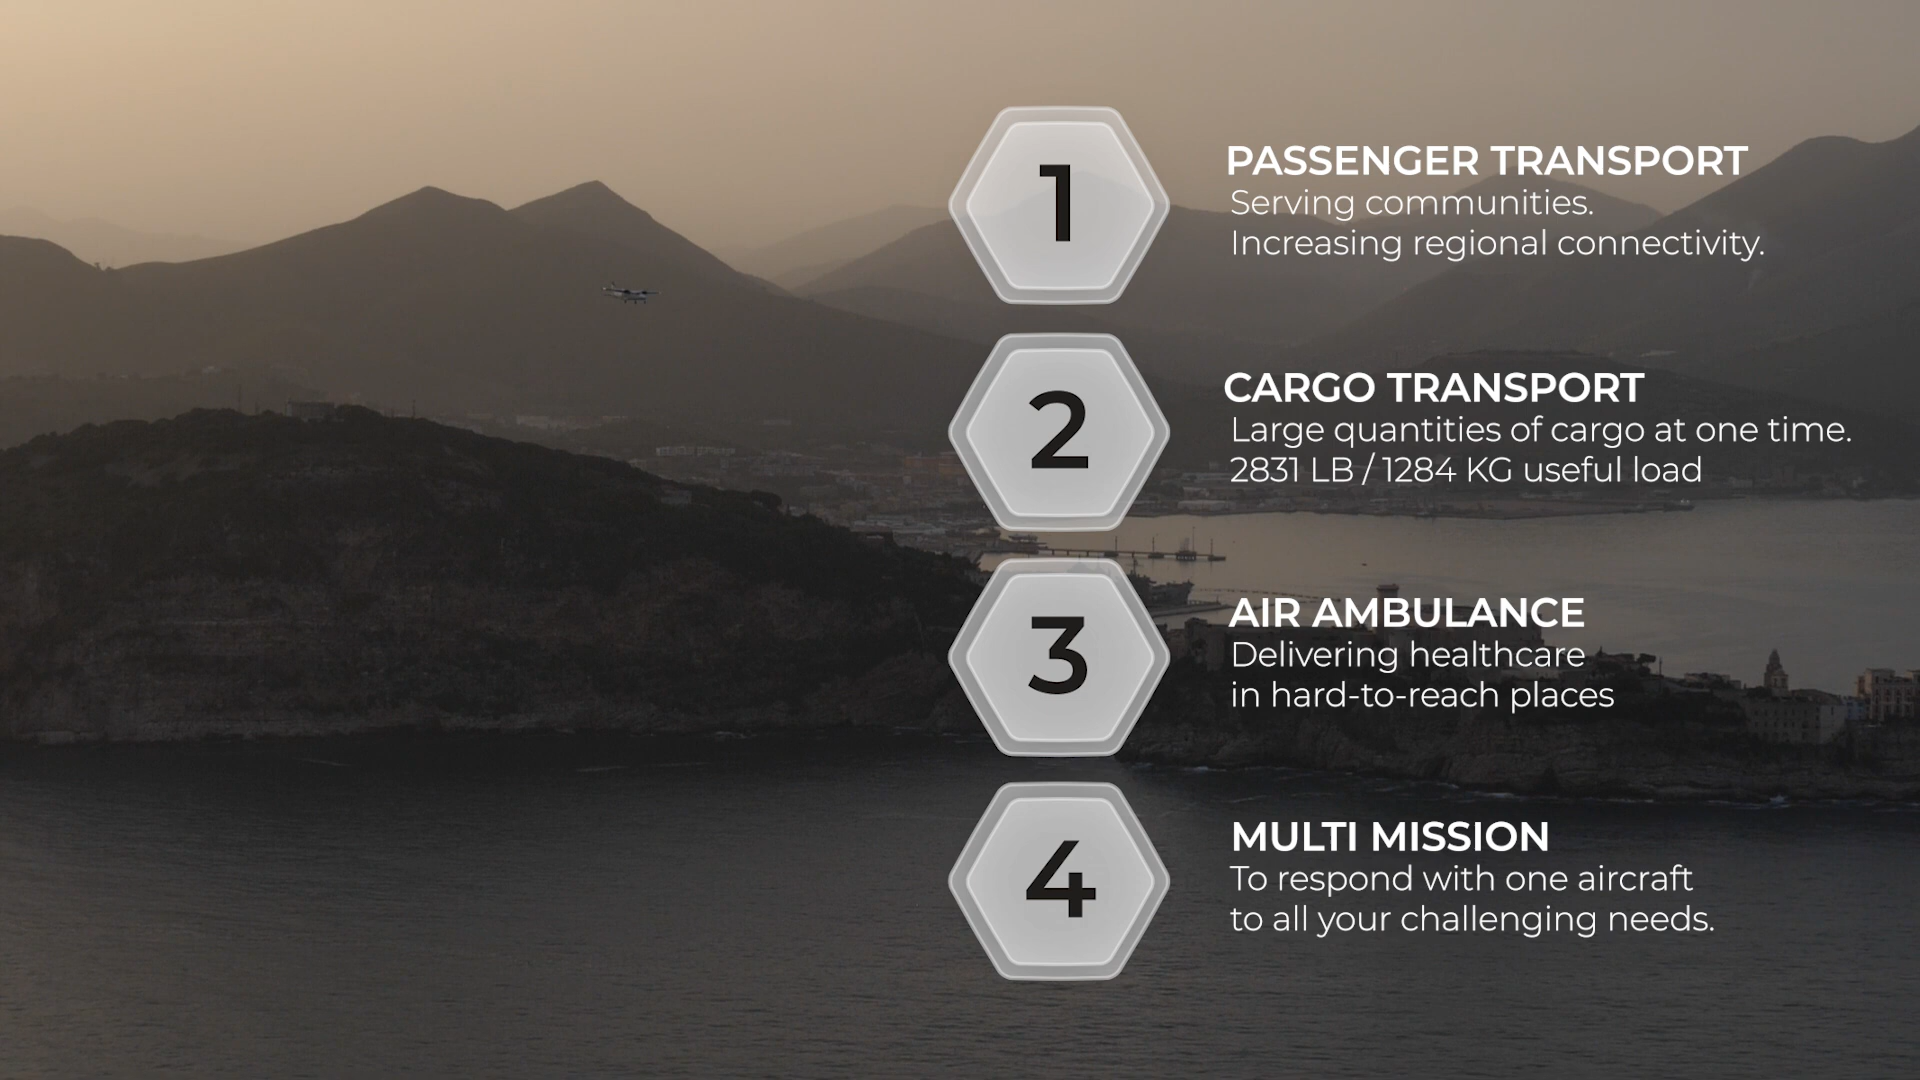 1
PASSENGER TRANSPORT
Serving communities.
Increasing regional connectivity.
2
CARGO TRANSPORT
Large quantities of cargo at one time.
2831 LB / 1284 KG useful load
3
AIR AMBULANCE
Delivering healthcare
in hard-to-reach places
4
MULTI MISSION
To respond with one aircraft
to all your challenging needs.